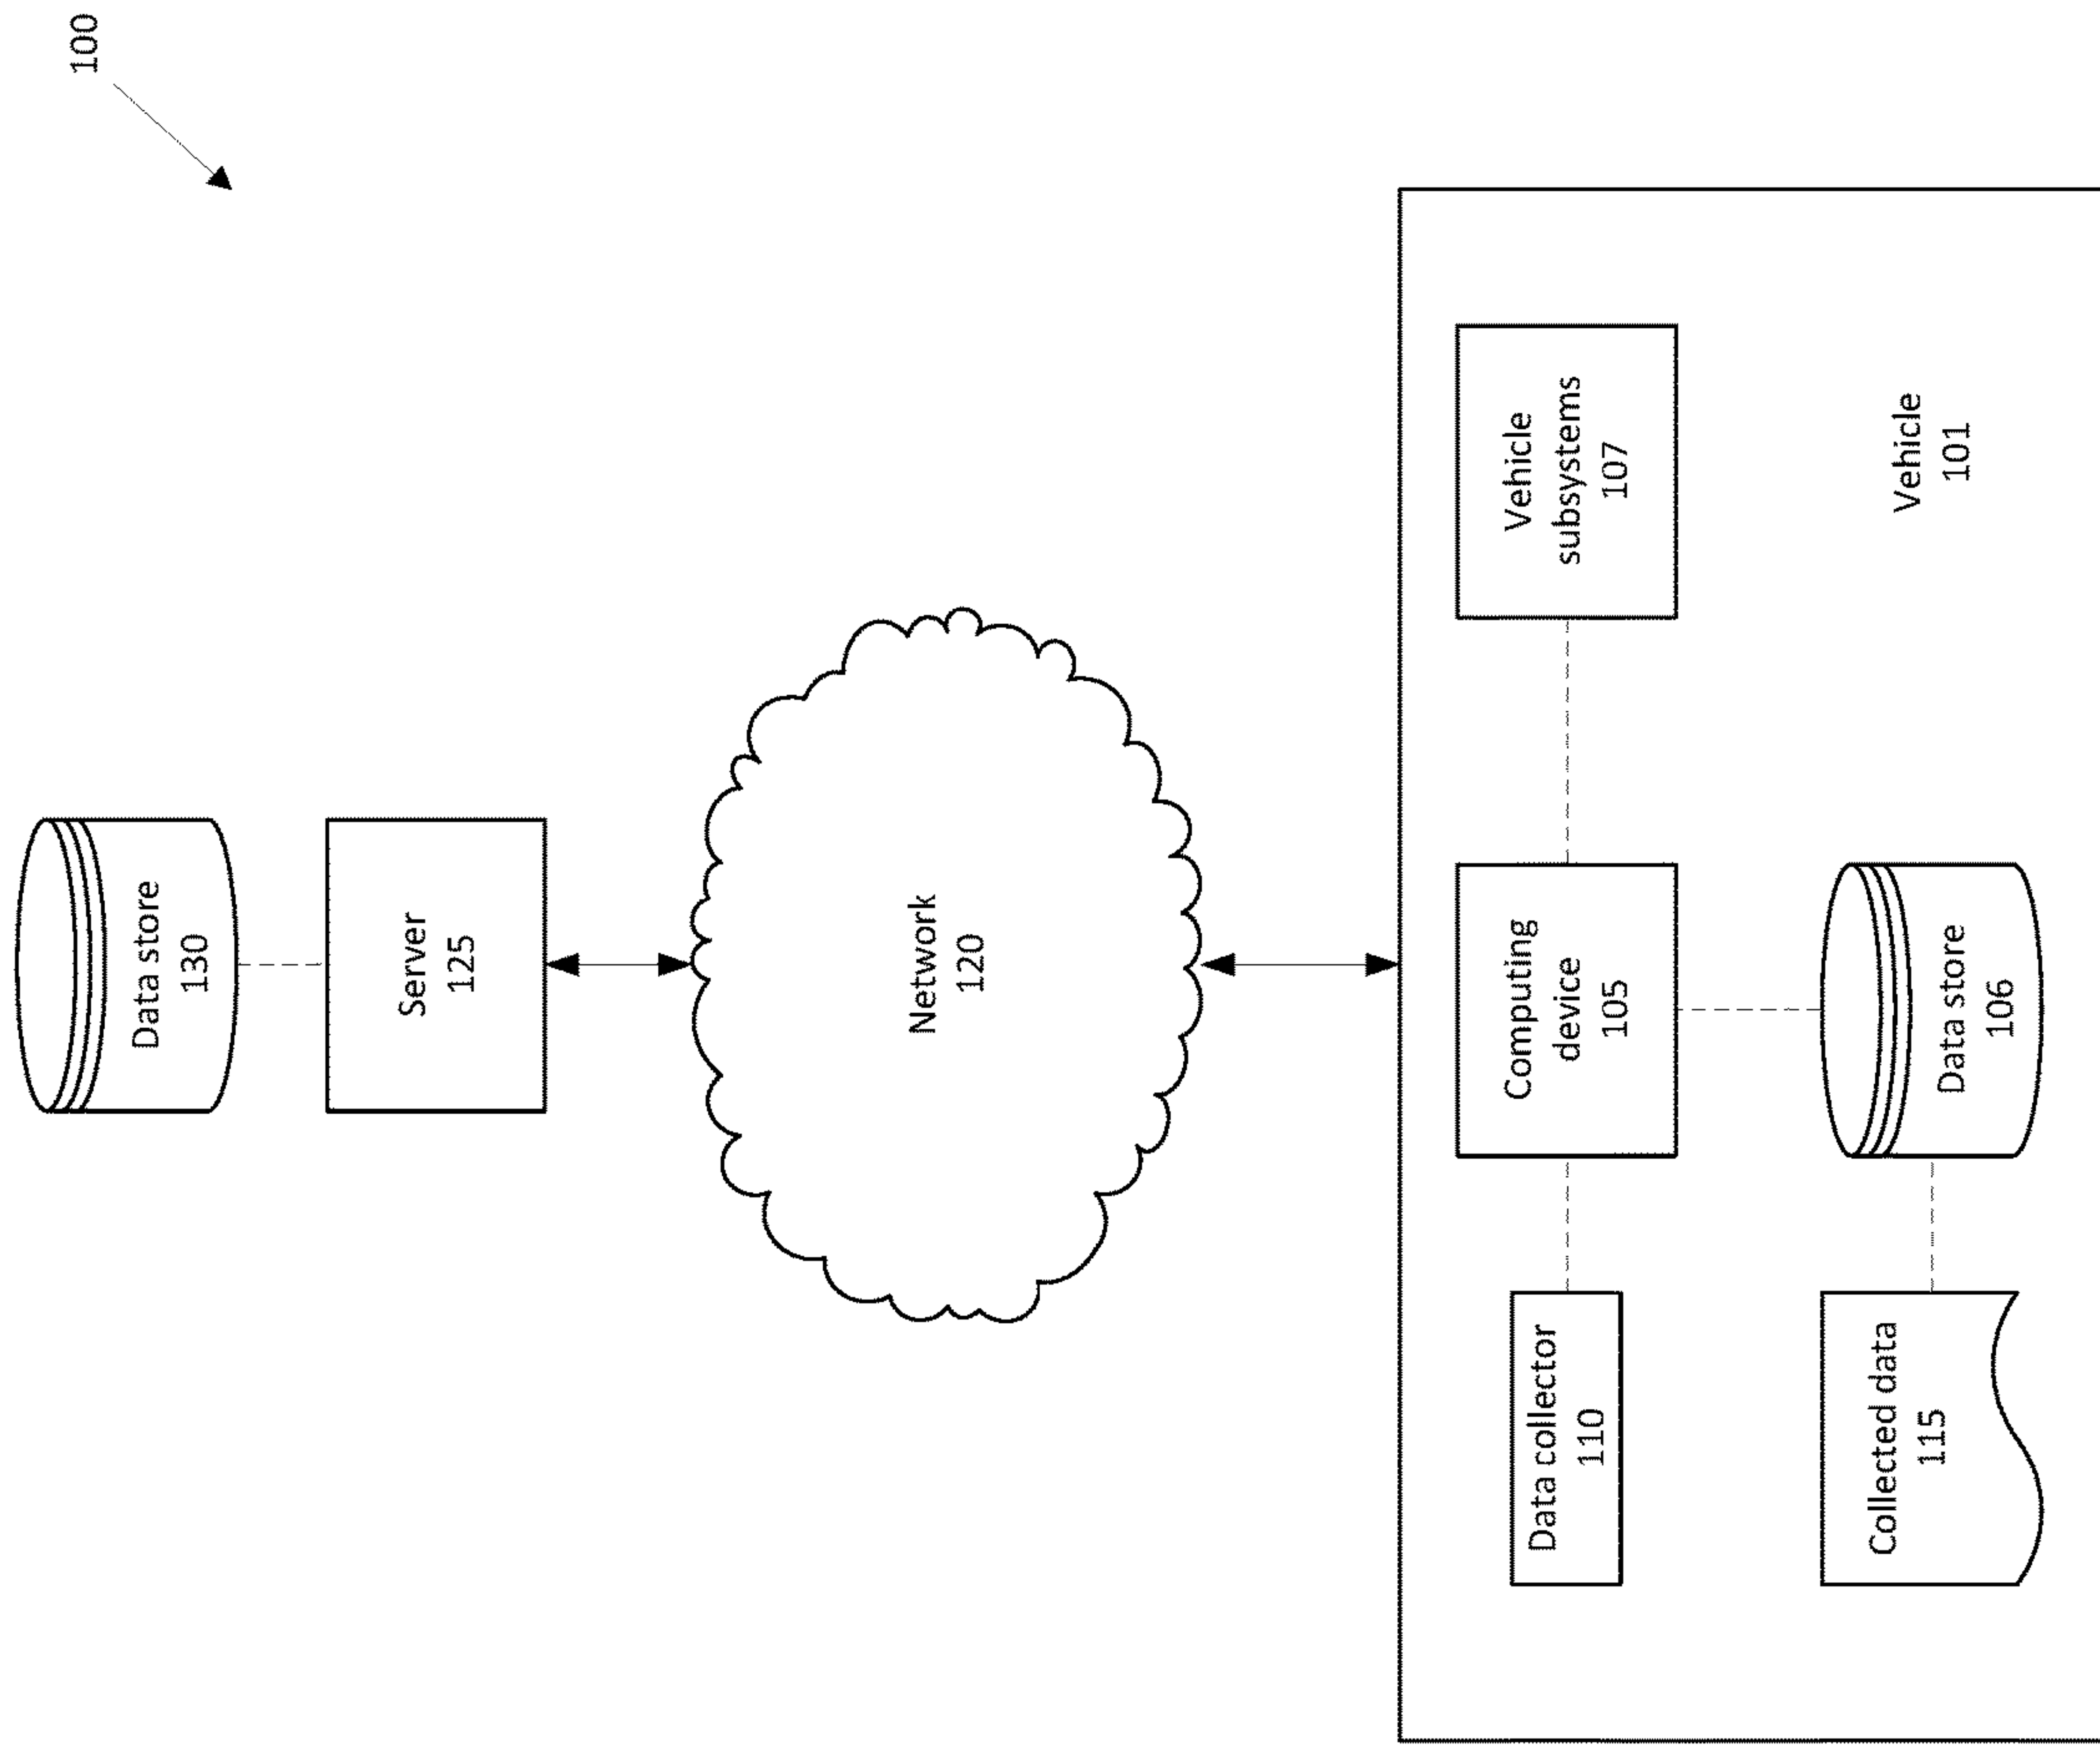 100
Data store
130
Server
125
Network
120
Vehicle
subsystems
107
Computing
device
105
Data collector
110
Vehicle
101
Data store
106
Collected data
115